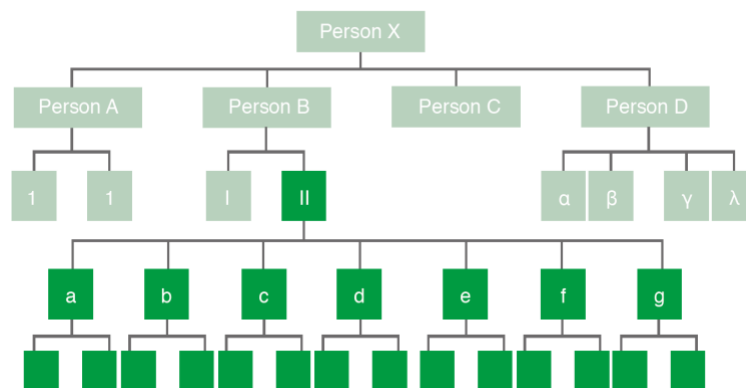 Person X
Person A Person B Person C Person D
1 1 I II α β γ λ
a b c d e f g